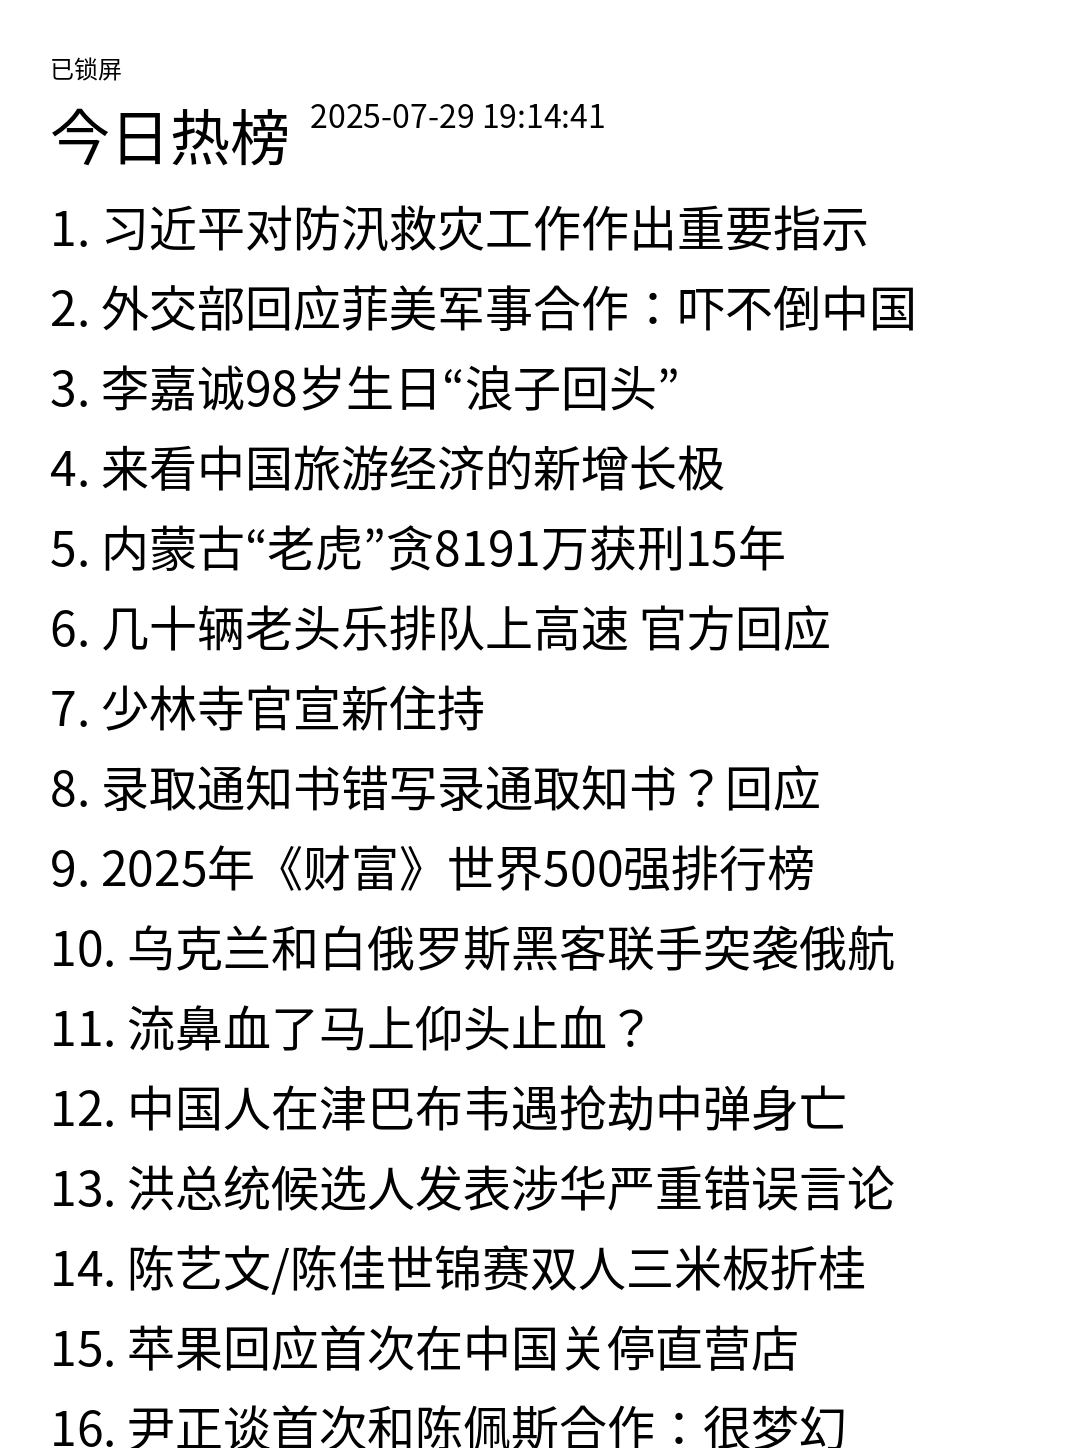 已锁屏
今日热榜 2025-07-29 19:14:41
1. 习近平对防汛救灾工作作出重要指示
2. 外交部回应菲美军事合作：吓不倒中国
3. 李嘉诚98岁生日“浪子回头”
4. 来看中国旅游经济的新增长极
5. 内蒙古“老虎”贪8191万获刑15年
6. 几十辆老头乐排队上高速 官方回应
7. 少林寺官宣新住持
8. 录取通知书错写录通取知书？回应
9. 2025年《财富》世界500强排行榜
10. 乌克兰和白俄罗斯黑客联手突袭俄航
11. 流鼻血了马上仰头止血？
12. 中国人在津巴布韦遇抢劫中弹身亡
13. 洪总统候选人发表涉华严重错误言论
14. 陈艺文/陈佳世锦赛双人三米板折桂
15. 苹果回应首次在中国关停直营店
16. 尹正谈首次和陈佩斯合作：很梦幻